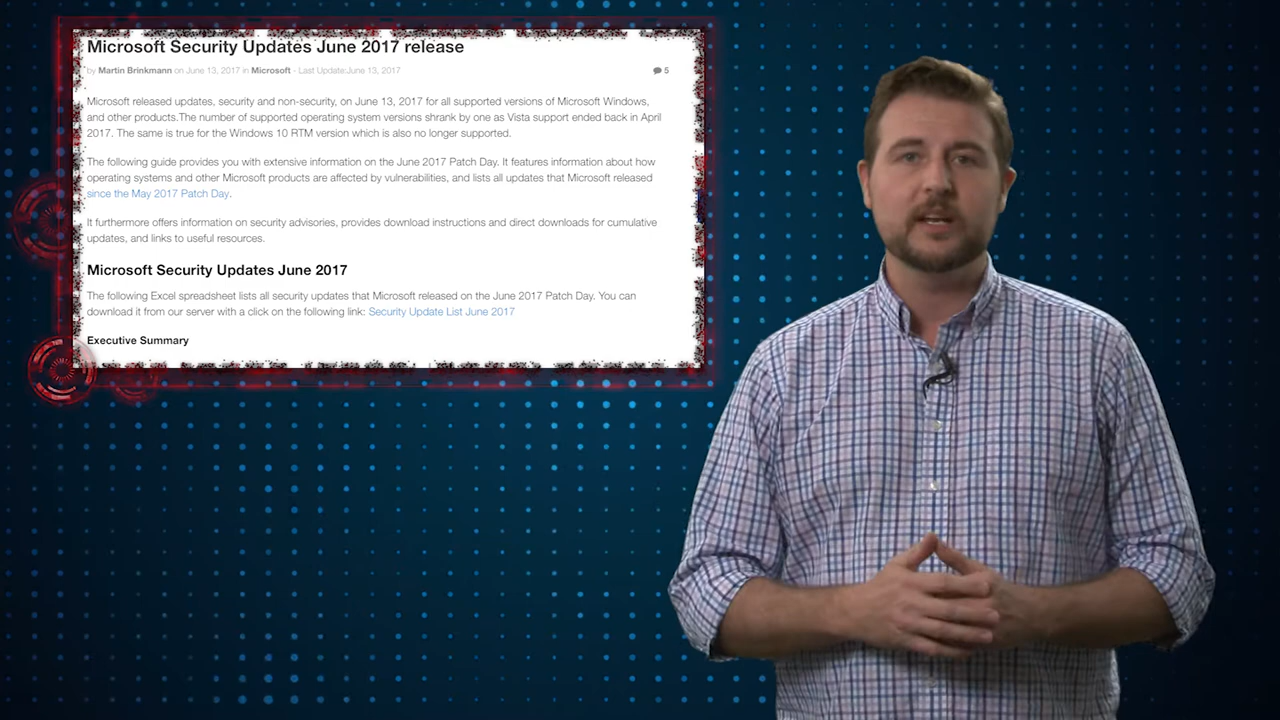 Microsoft Security Updates June 2017 release
by Martin Brinkmann on June 13, 2017 in Microsoft - Last Update:June 13, 2017 5
Microsoft released updates, security and non-security, on June 13, 2017 for all supported versions of Microsoft Windows,
and other products.The number of supported operating system versions shrank by one as Vista support ended back in April
2017. The same is true for the Windows 10 RTM version which is also no longer supported.
The following guide provides you with extensive information on the June 2017 Patch Day. It features information about how
operating systems and other Microsoft products are affected by vulnerabilities, and lists all updates that Microsoft released
since the May 2017 Patch Day.
It furthermore offers information on security advisories, provides download instructions and direct downloads for cumulative
updates, and links to useful resources.
Microsoft Security Updates June 2017
The following Excel spreadsheet lists all security updates that Microsoft released on the June 2017 Patch Day. You can
download it from our server with a click on the following link: Security Update List June 2017
Executive Summary